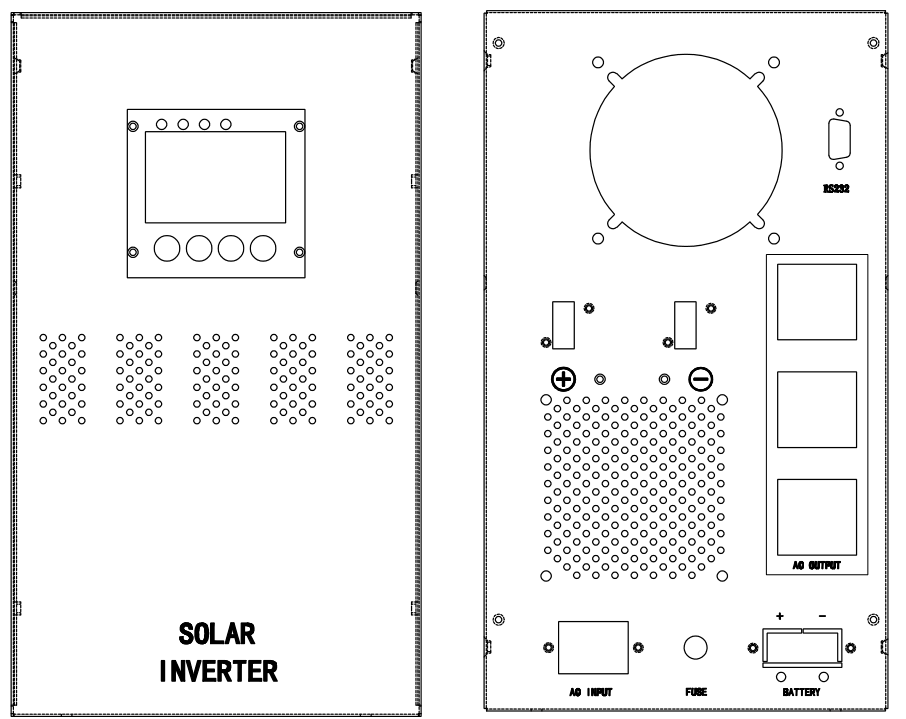 SOLAR
INVERTER
RS232
+ −
AC OUTPUT
+ −
AC INPUT
FUSE
BATTERY